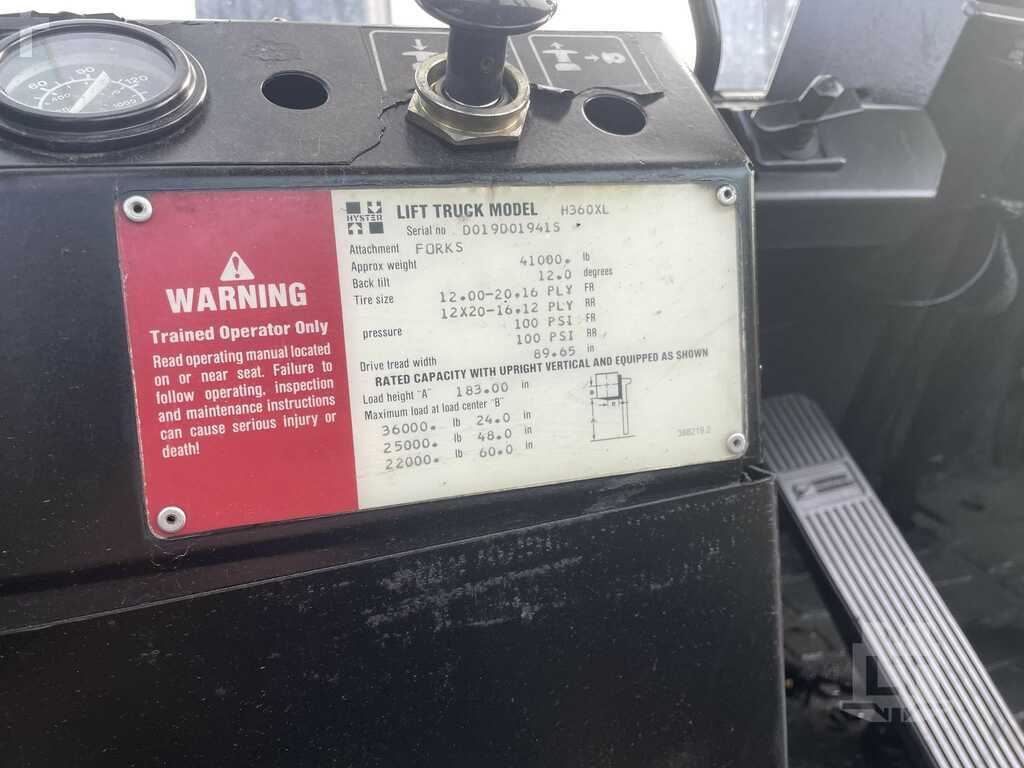 60 90 120
400 1000
WARNING
Trained Operator Only
Read operating manual located
on or near seat. Failure to
follow operating, inspection
and maintenance instructions
can cause serious injury or
death!
HYSTER
LIFT TRUCK MODEL H360XL
Serial no D019D01941S
Attachment FORKS
Approx weight 41000. lb
Back tilt 12.0 degrees
Tire size 12.00-20.16 PLY FR
12X20-16.12 PLY RR
pressure 100 PSI FR
100 PSI RR
Drive tread width 89.65 in
RATED CAPACITY WITH UPRIGHT VERTICAL AND EQUIPPED AS SHOWN
Load height "A" 183.00 in
Maximum load at load center "B"
36000. lb 24.0 in
25000. lb 48.0 in
22000. lb 60.0 in
388219 2